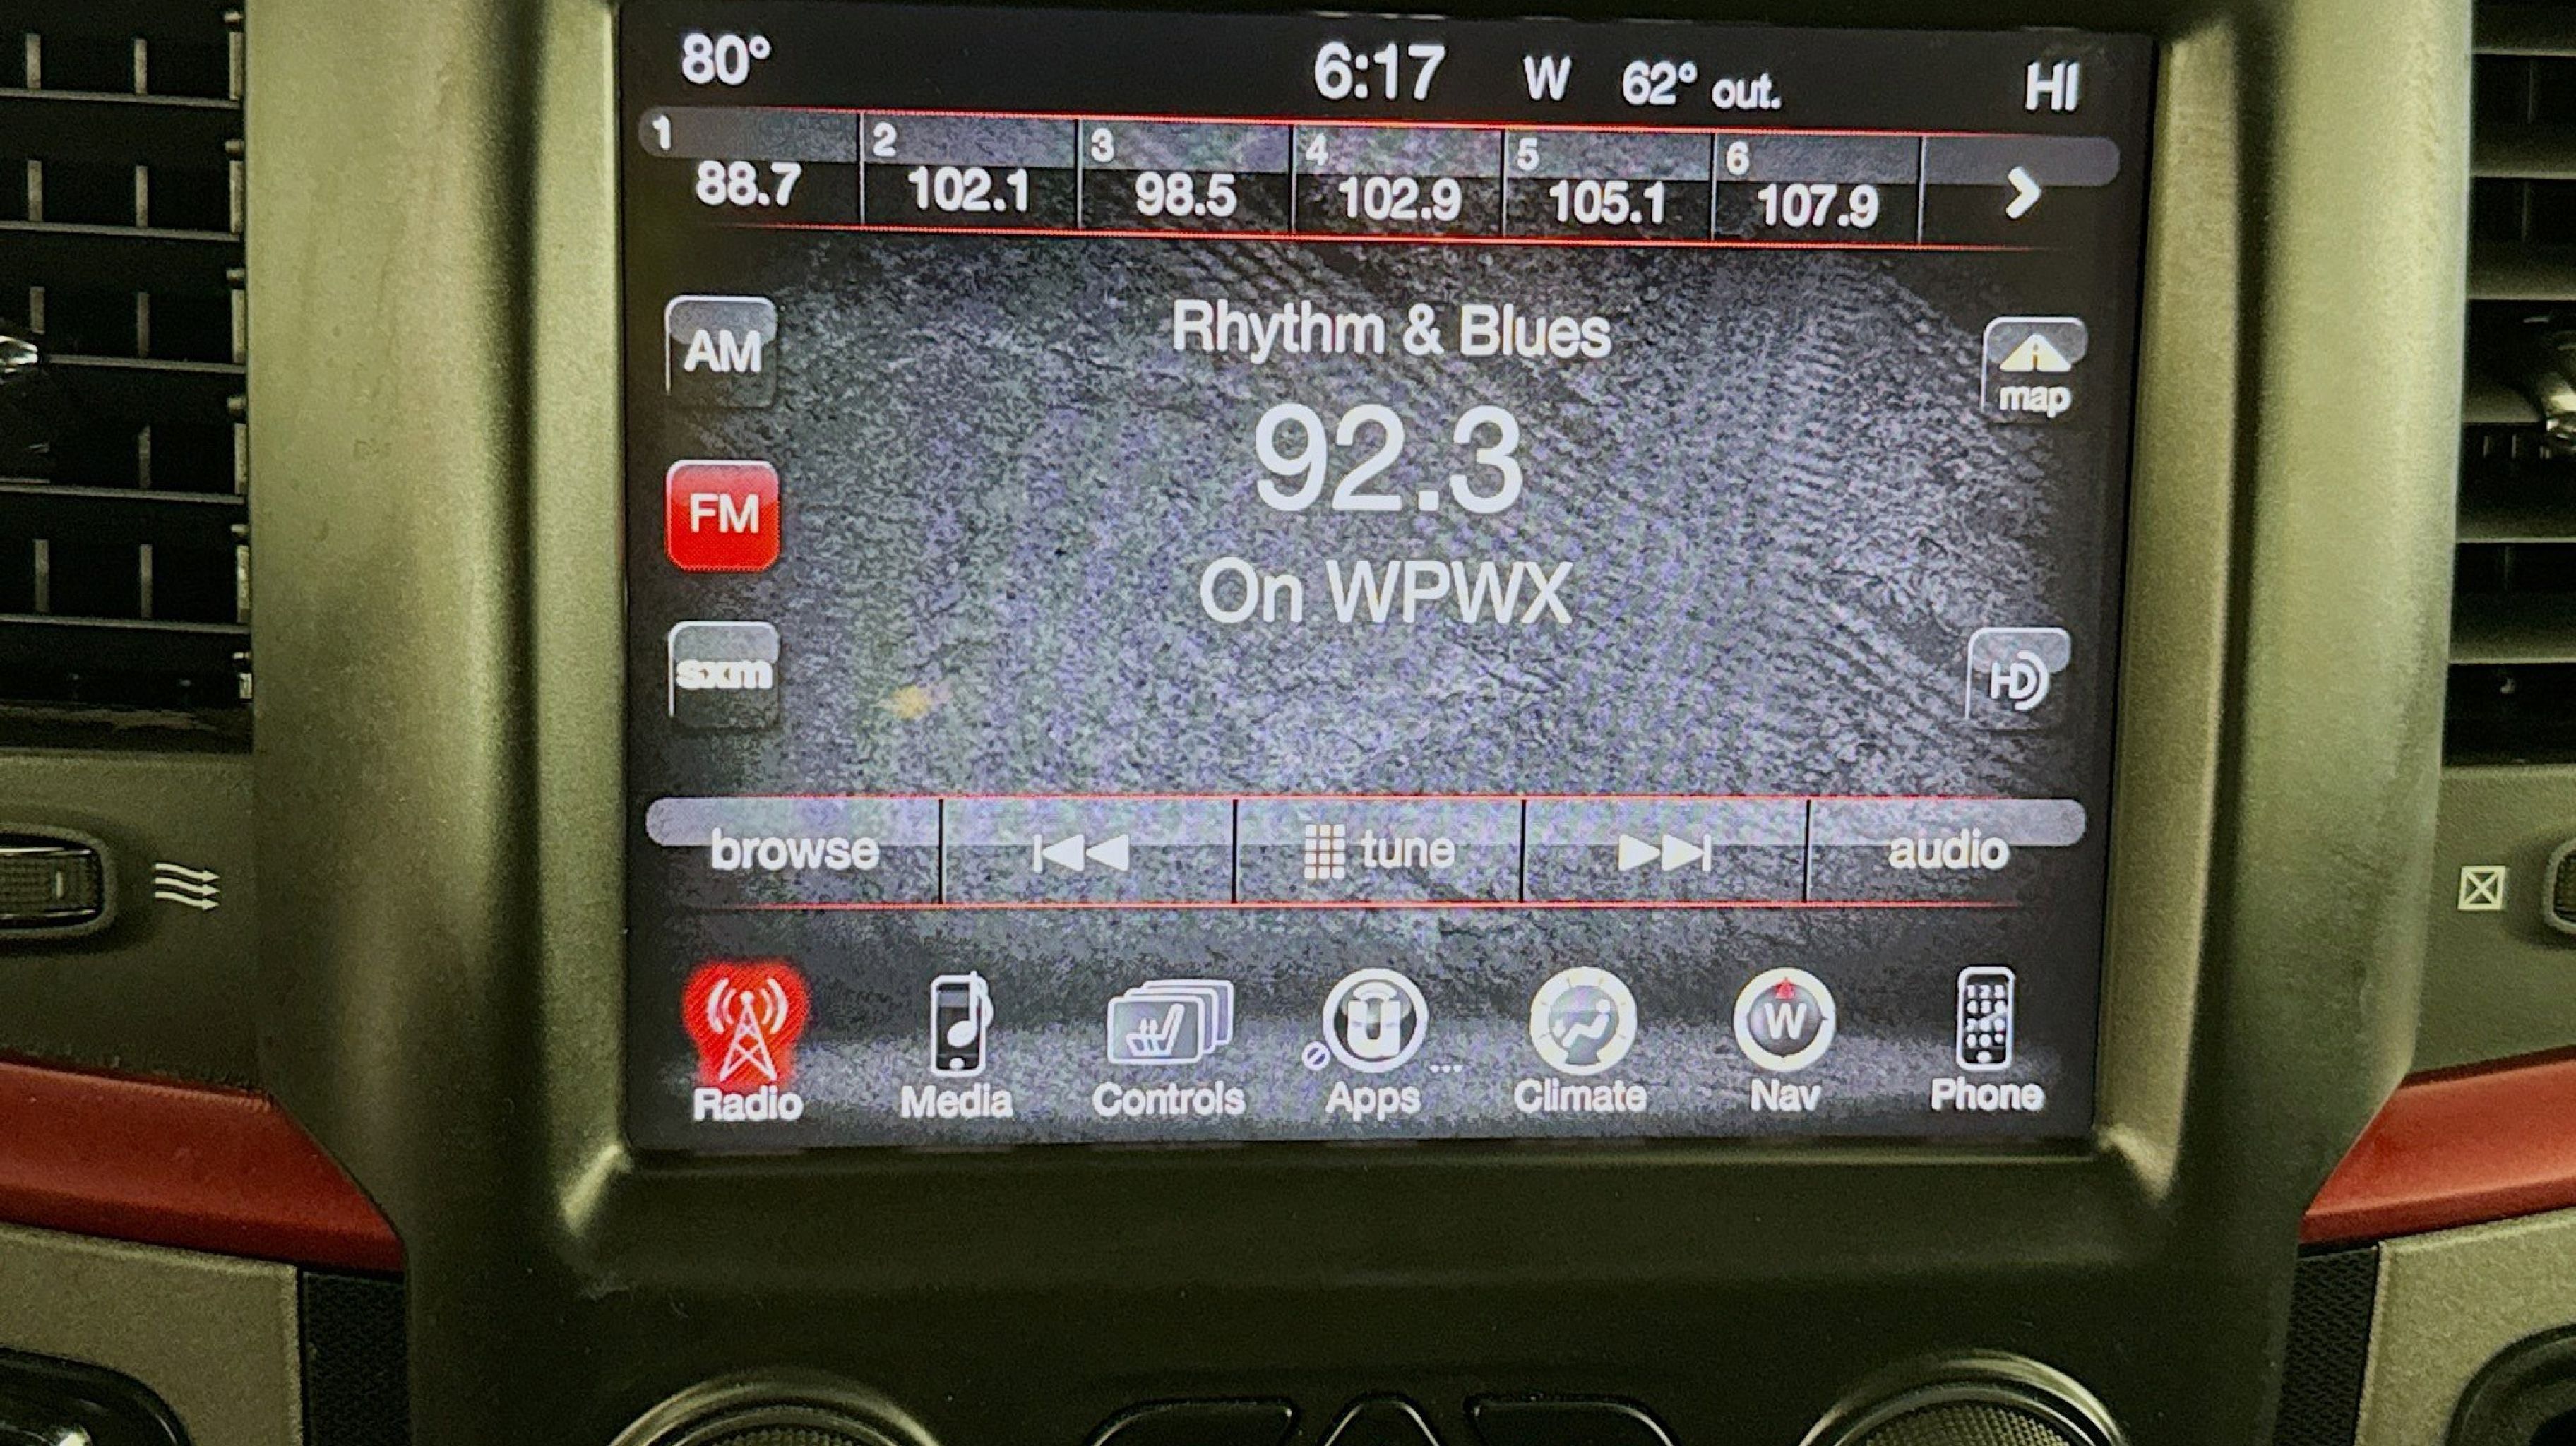 80° 6:17 W 62° out. HI
1 2 3 4 5 6
88.7 102.1 98.5 102.9 105.1 107.9
Rhythm & Blues
AM
map
92.3
FM
On WPWX
sxm
HD
browse tune audio
W
Radio Media Controls Apps ... Climate Nav Phone